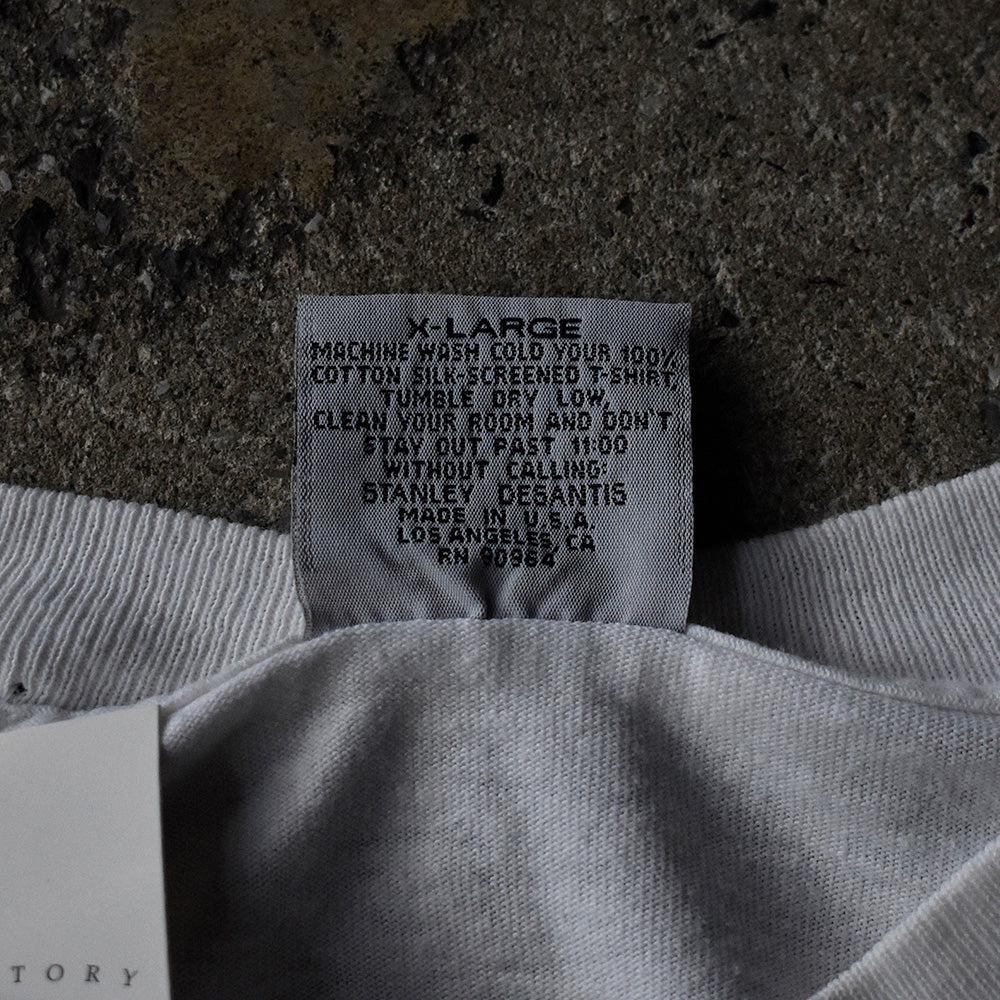 X-LARGE
MACHINE WASH COLD YOUR 100%
COTTON SILK-SCREENED T-SHIRT,
TUMBLE DRY LOW,
CLEAN YOUR ROOM AND DON'T
STAY OUT PAST 11:00
WITHOUT CALLING:
STANLEY DESANTIS
MADE IN U.S.A.
LOS ANGELES, CA
RN 90964
TORY